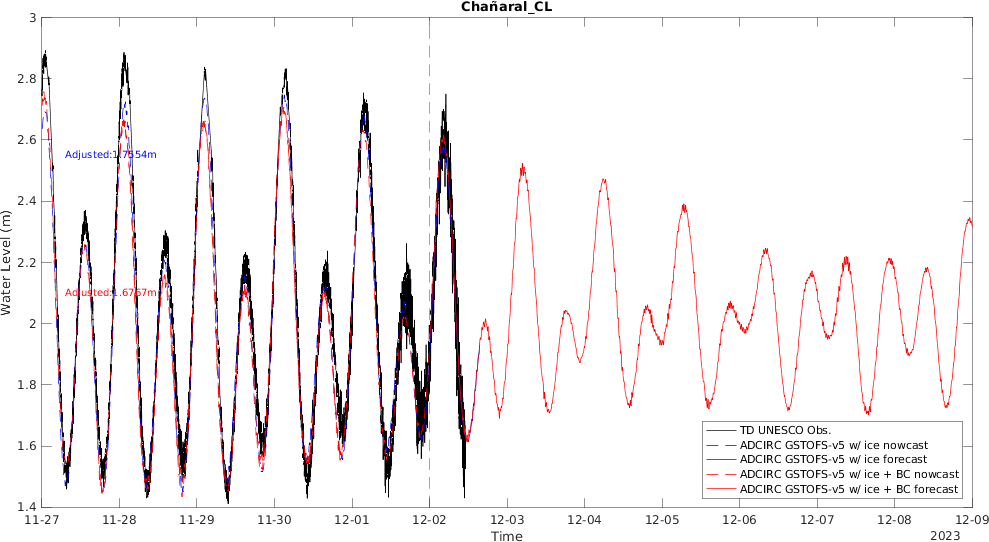 Chañaral_CL
3
2.8
2.6
2.4
2.2
2
1.8
1.6
1.4
Water Level (m)
Adjusted:1.7554m
Adjusted:1.6767m
TD UNESCO Obs.
ADCIRC GSTOFS-v5 w/ ice nowcast
ADCIRC GSTOFS-v5 w/ ice forecast
ADCIRC GSTOFS-v5 w/ ice + BC nowcast
ADCIRC GSTOFS-v5 w/ ice + BC forecast
11-27 11-28 11-29 11-30 12-01 12-02 12-03 12-04 12-05 12-06 12-07 12-08 12-09
Time
2023